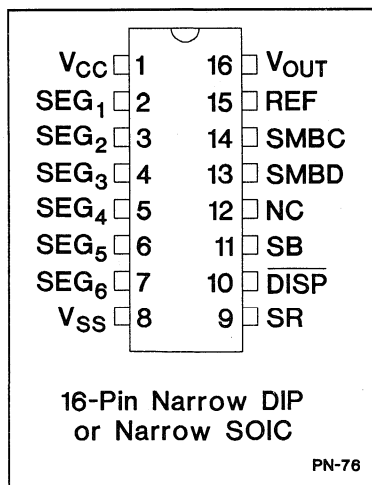 VCC 1 16 VOUT
SEG1 2 15 REF
SEG2 3 14 SMBC
SEG3 4 13 SMBD
SEG4 5 12 NC
SEG5 6 11 SB
SEG6 7 10 DISP
VSS 8 9 SR
16-Pin Narrow DIP
or Narrow SOIC
PN-76